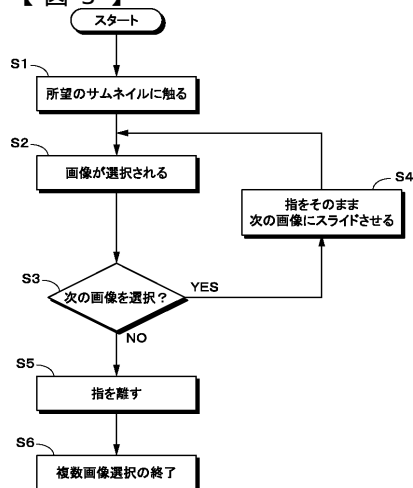 【図5】
スタート
S1
所望のサムネイルに触る
S2
画像が選択される
S4
指をそのまま
次の画像にスライドさせる
S3
次の画像を選択？
YES
NO
S5
指を離す
S6
複数画像選択の終了